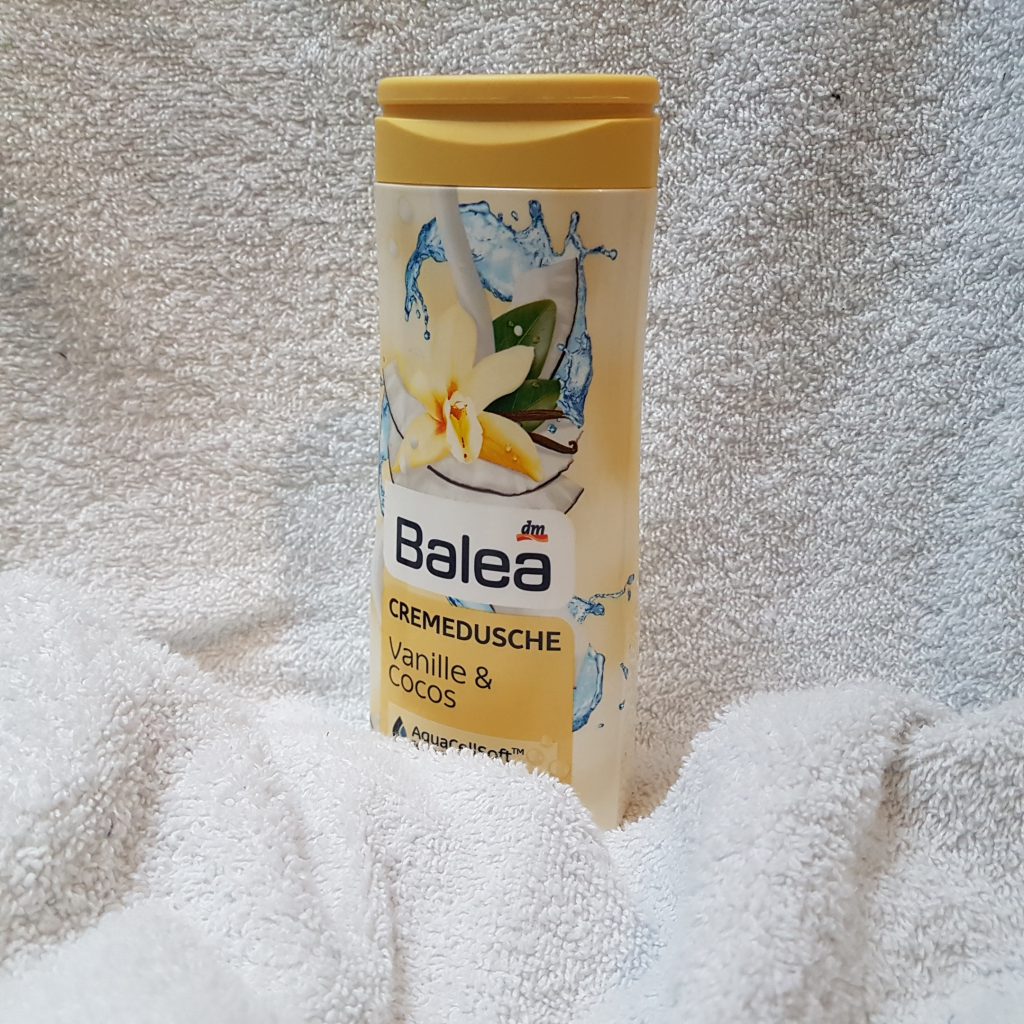 dm
Balea
CREMEDUSCHE
Vanille &
Cocos
AquaCellSoft™